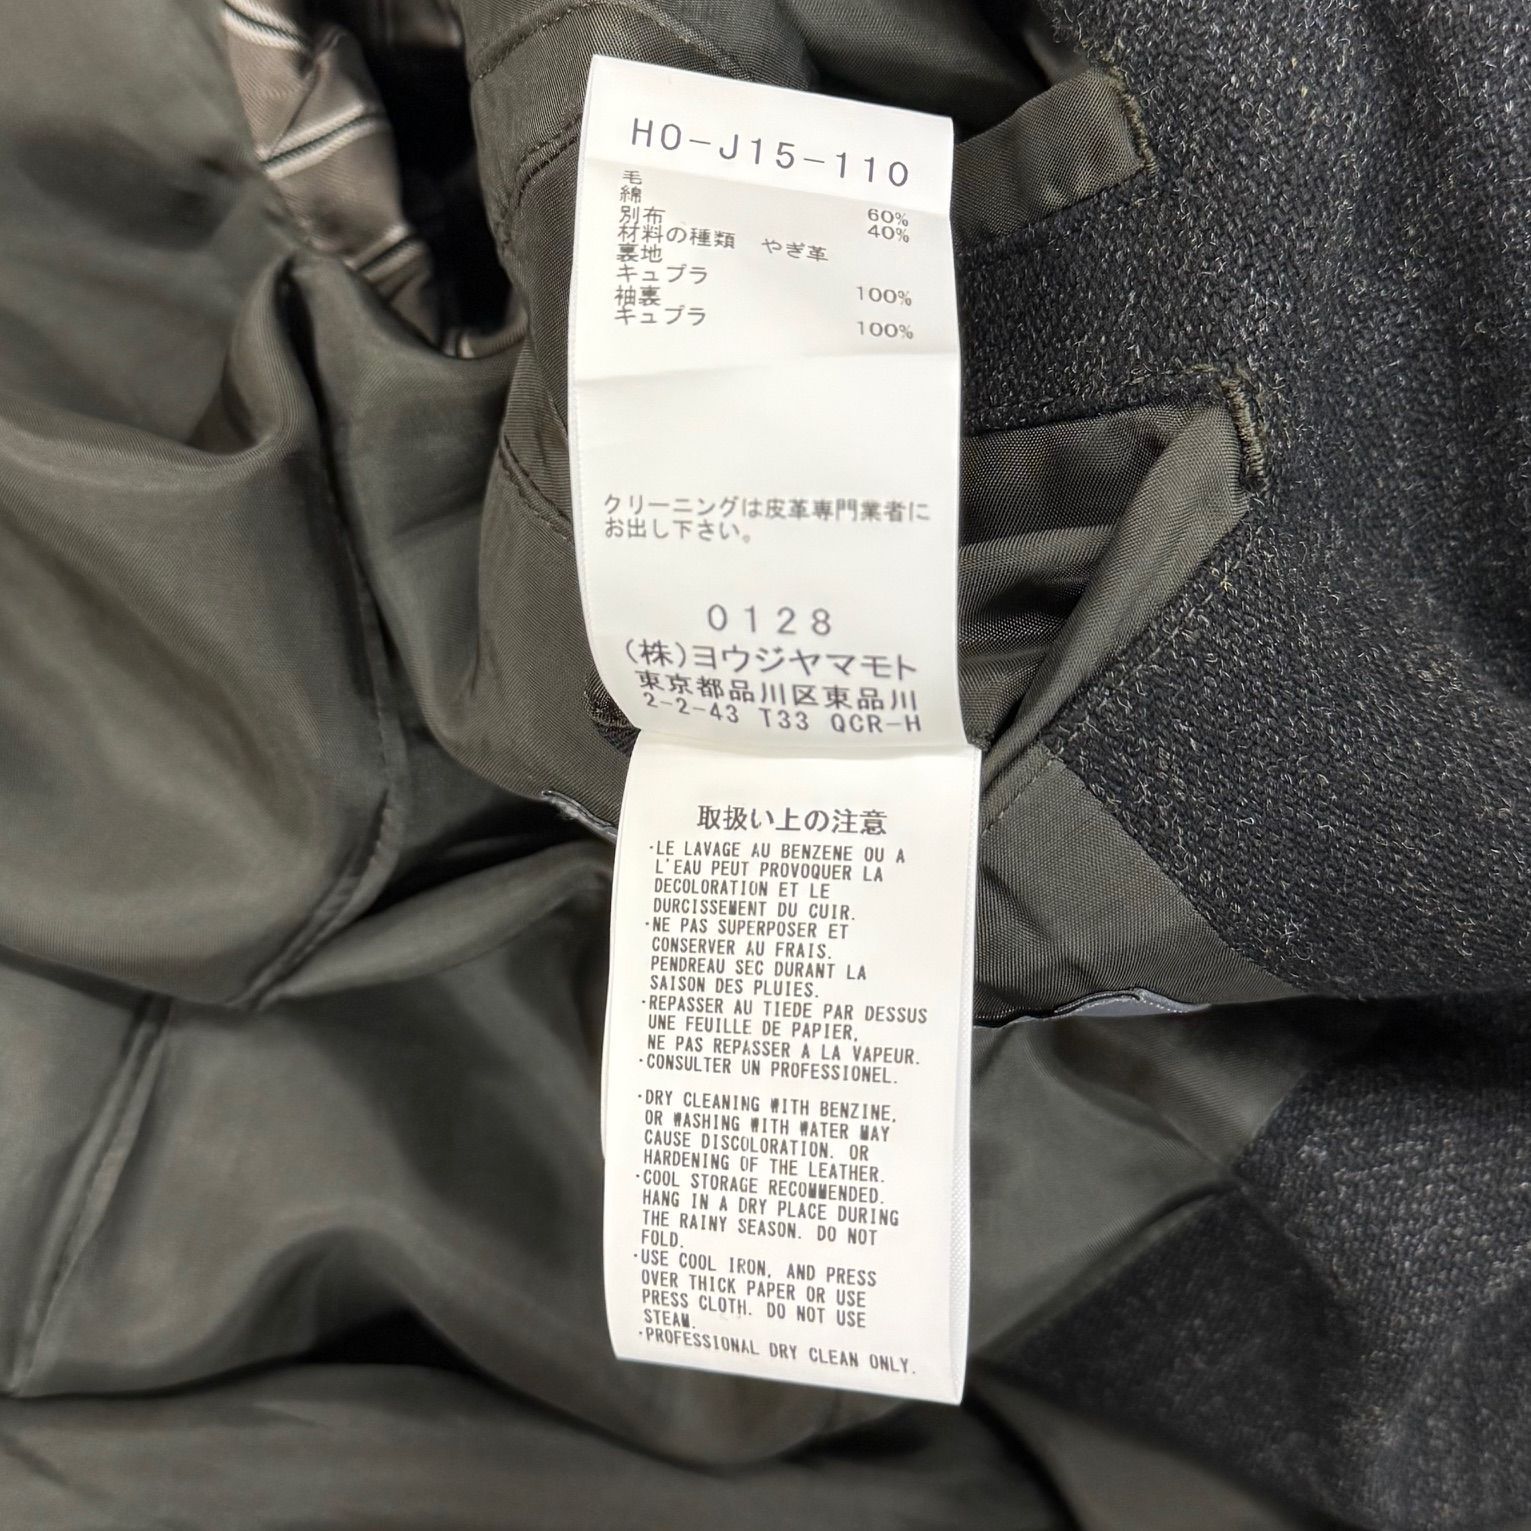 HO-J15-110
毛 60%
綿 40%
別布
材料の種類 やぎ革
裏地
キュプラ 100%
袖裏
キュプラ 100%
クリーニングは皮革専門業者に
お出し下さい。
0128
(株)ヨウジヤマモト
東京都品川区東品川
2-2-43 T33 QCR-H
取扱い上の注意
・LE LAVAGE AU BENZENE OU A
L'EAU PEUT PROVOQUER LA
DECOLORATION ET LE
DURCISSEMENT DU CUIR.
・NE PAS SUPERPOSER ET
CONSERVER AU FRAIS.
PENDREAU SEC DURANT LA
SAISON DES PLUIES.
・REPASSER AU TIEDE PAR DESSUS
UNE FEUILLE DE PAPIER,
NE PAS REPASSER A LA VAPEUR.
・CONSULTER UN PROFESSIONEL.
・DRY CLEANING WITH BENZINE,
OR WASHING WITH WATER MAY
CAUSE DISCOLORATION. OR
HARDENING OF THE LEATHER.
・COOL STORAGE RECOMMENDED.
HANG IN A DRY PLACE DURING
THE RAINY SEASON. DO NOT
FOLD.
・USE COOL IRON, AND PRESS
OVER THICK PAPER OR USE
PRESS CLOTH. DO NOT USE
STEAM.
・PROFESSIONAL DRY CLEAN ONLY.